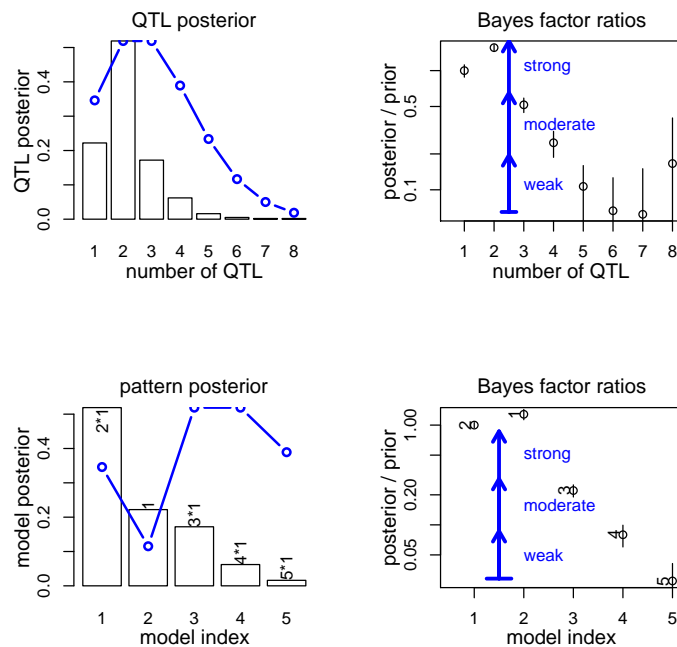 QTL posterior
QTL posterior
0.0 0.2 0.4
1 2 3 4 5 6 7 8
number of QTL
Bayes factor ratios
posterior / prior
0.1 0.5
strong
moderate
weak
1 2 3 4 5 6 7 8
number of QTL
pattern posterior
model posterior
0.0 0.2 0.4
2*1
1
3*1
4*1
5*1
1 2 3 4 5
model index
Bayes factor ratios
posterior / prior
0.05 0.20 1.00
2
1
strong
3
moderate
4
weak
5
1 2 3 4 5
model index